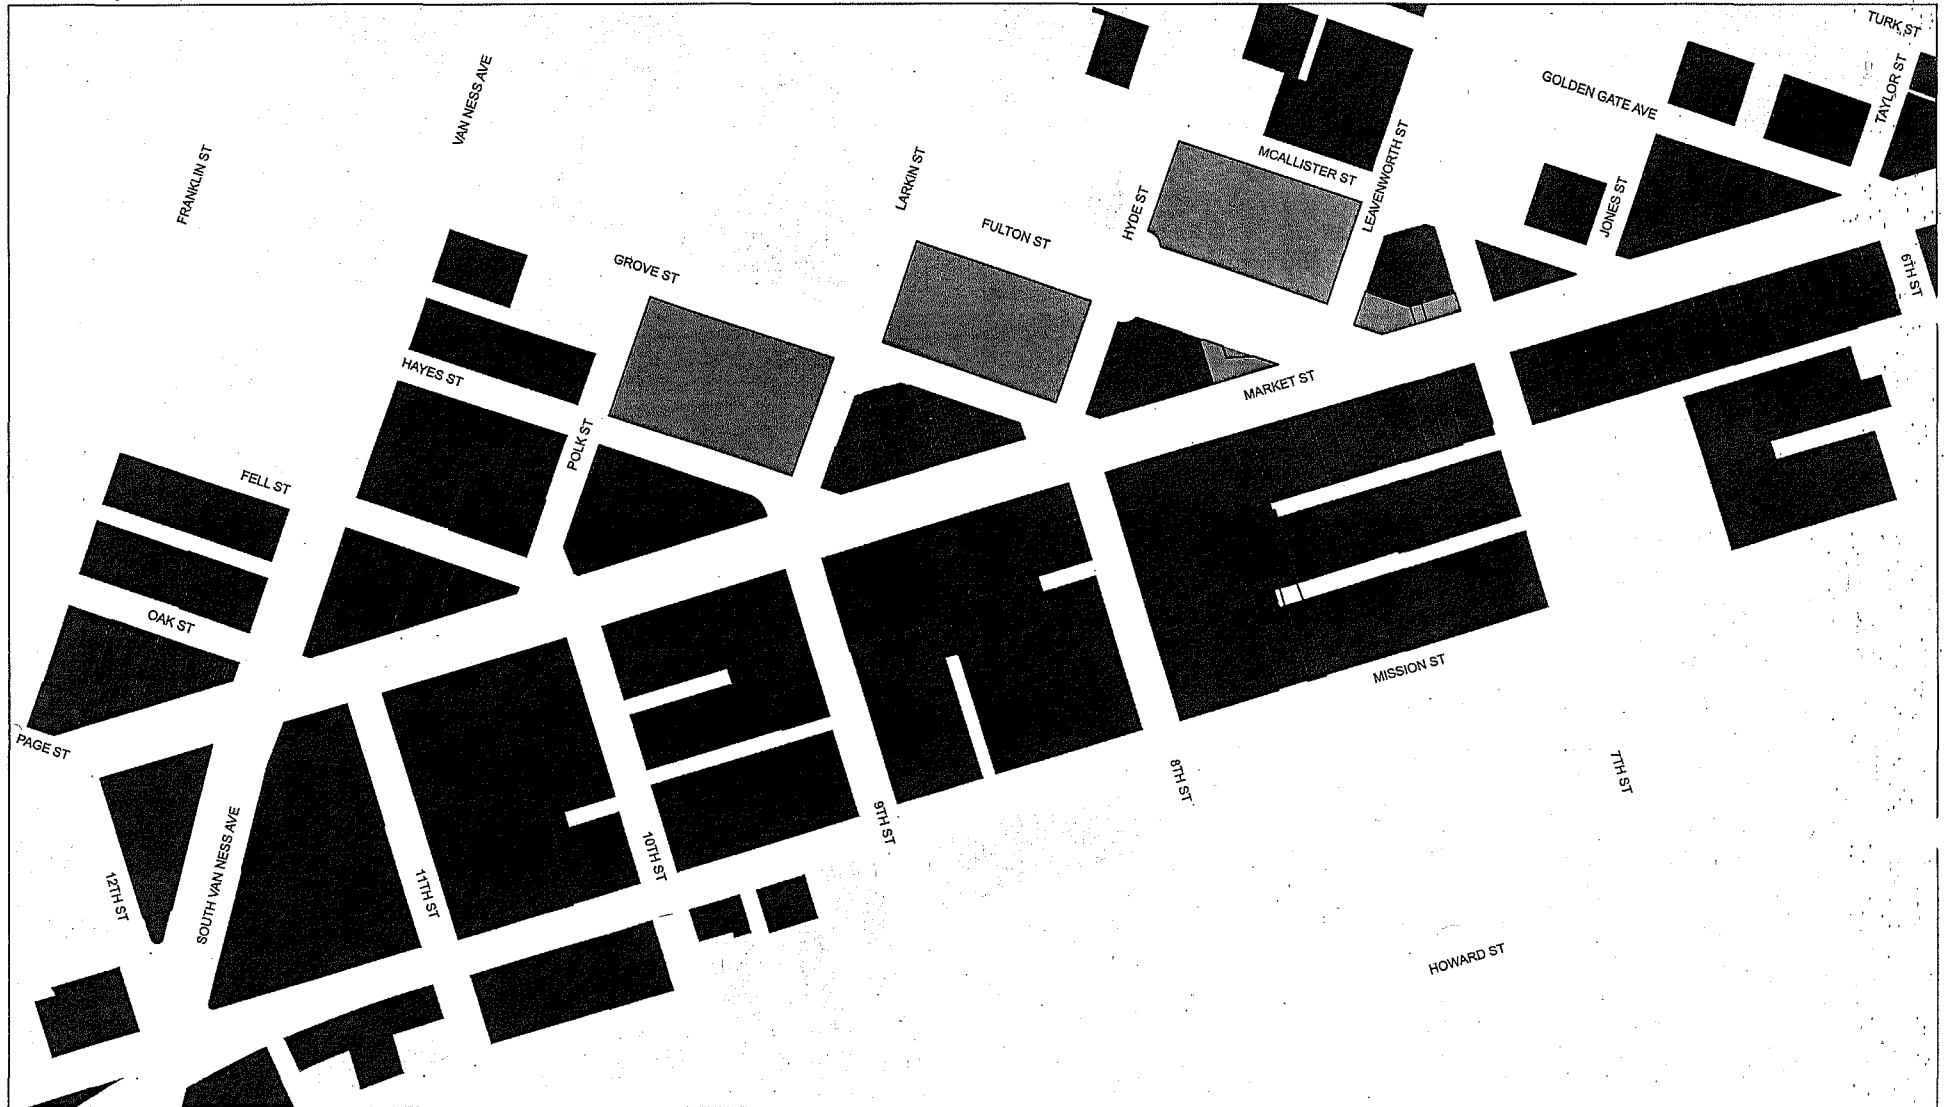 TURK ST
TAYLOR ST
VAN NESS AVE
GOLDEN GATE AVE
FRANKLIN ST
LARKIN ST
MCALLISTER ST
LEAVENWORTH ST
HYDE ST
JONES ST
FULTON ST
GROVE ST
6TH ST
HAYES ST
MARKET ST
POLK ST
FELL ST
OAK ST
MISSION ST
PAGE ST
8TH ST
7TH ST
9TH ST
10TH ST
SOUTH VAN NESS AVE
11TH ST
12TH ST
HOWARD ST